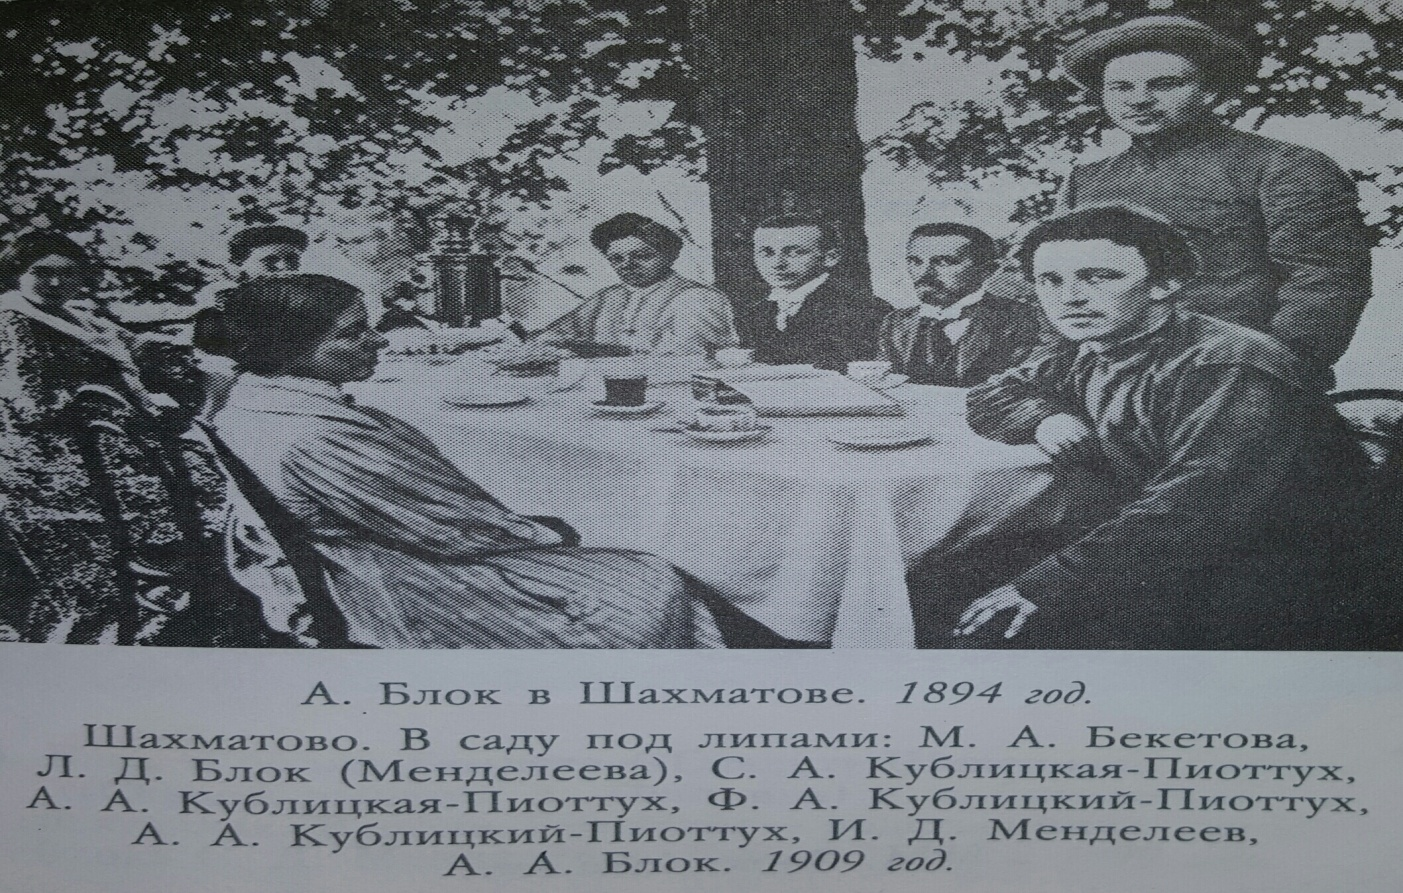 А. Блок в Шахматове. 1894 год.
Шахматово. В саду под липами: М. А. Бекетова,
Л. Д. Блок (Менделеева), С. А. Кублицкая-Пиоттух,
А. А. Кублицкая-Пиоттух, Ф. А. Кублицкий-Пиоттух,
А. А. Кублицкий-Пиоттух, И. Д. Менделеев,
А. А. Блок. 1909 год.